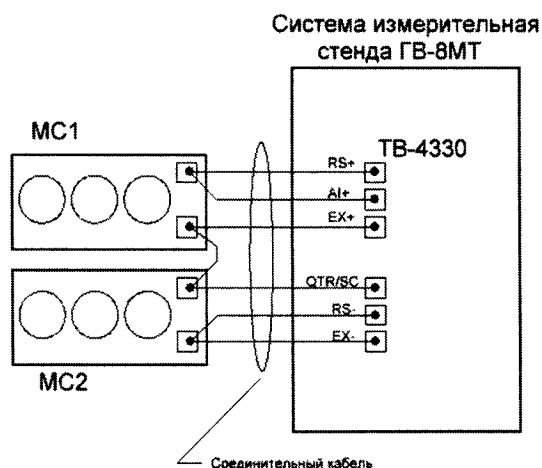 Система измерительная
стенда ГВ-8МТ
МС1
ТВ-4330
RS+
AI+
EX+
QTR/SC
RS-
EX-
МС2
Соединительный кабель